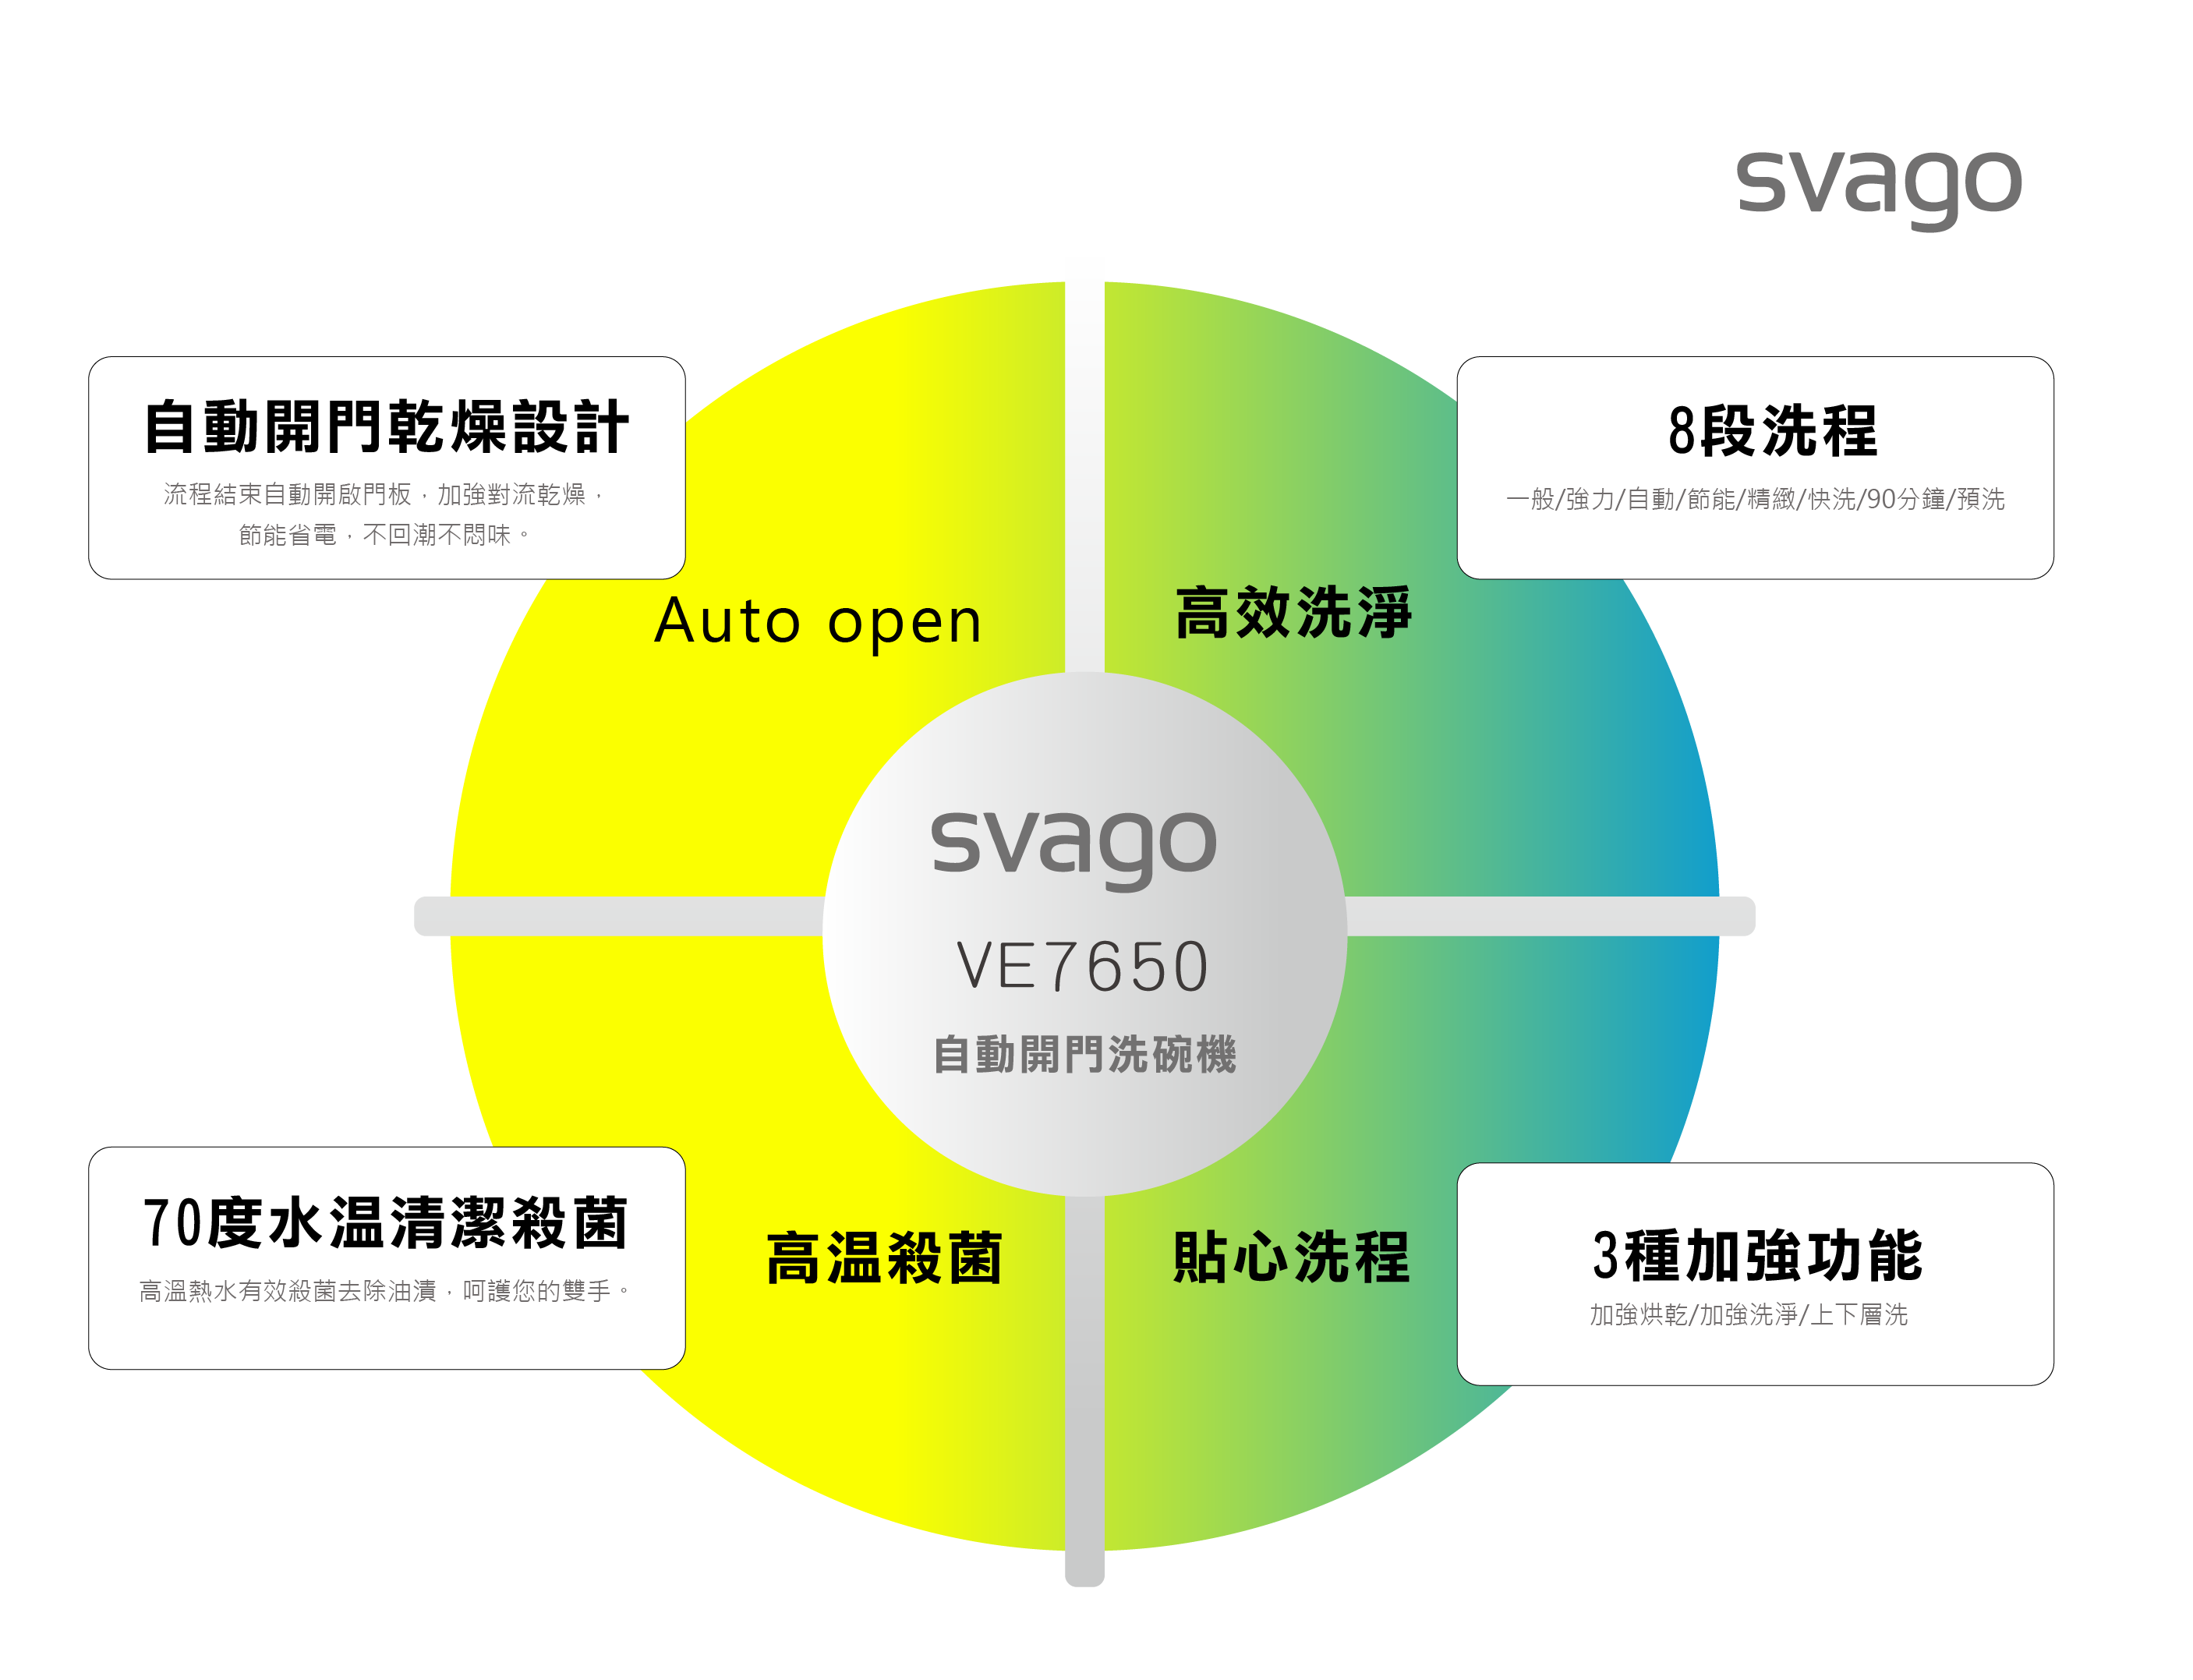 svago
自動開門乾燥設計
流程結束自動開啟門板，加強對流乾燥，
節能省電，不回潮不悶味。
8段洗程
一般/強力/自動/節能/精緻/快洗/90分鐘/預洗
Auto open
高效洗淨
svago
VE7650
自動開門洗碗機
70度水温清潔殺菌
高溫熱水有效殺菌去除油漬，呵護您的雙手。
高温殺菌
貼心洗程
3種加強功能
加強烘乾/加強洗淨/上下層洗